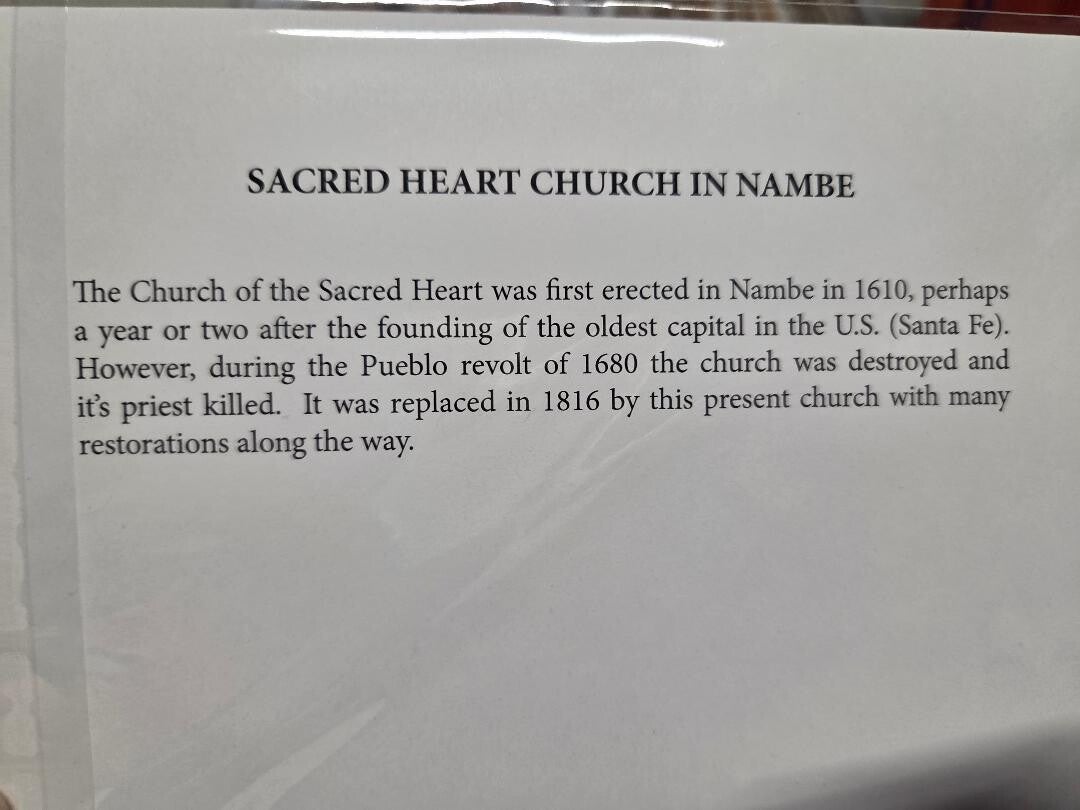 SACRED HEART CHURCH IN NAMBE
The Church of the Sacred Heart was first erected in Nambe in 1610, perhaps
a year or two after the founding of the oldest capital in the U.S. (Santa Fe).
However, during the Pueblo revolt of 1680 the church was destroyed and
it's priest killed.  It was replaced in 1816 by this present church with many
restorations along the way.